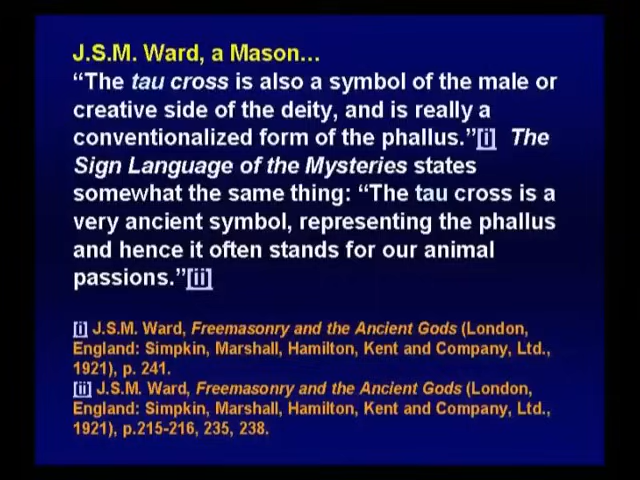 J.S.M. Ward, a Mason…
“The tau cross is also a symbol of the male or
creative side of the deity, and is really a
conventionalized form of the phallus.”[i]  The
Sign Language of the Mysteries states
somewhat the same thing: “The tau cross is a
very ancient symbol, representing the phallus
and hence it often stands for our animal
passions.”[ii]
[i] J.S.M. Ward, Freemasonry and the Ancient Gods (London,
England: Simpkin, Marshall, Hamilton, Kent and Company, Ltd.,
1921), p. 241.
[ii] J.S.M. Ward, Freemasonry and the Ancient Gods (London,
England: Simpkin, Marshall, Hamilton, Kent and Company, Ltd.,
1921), p.215-216, 235, 238.